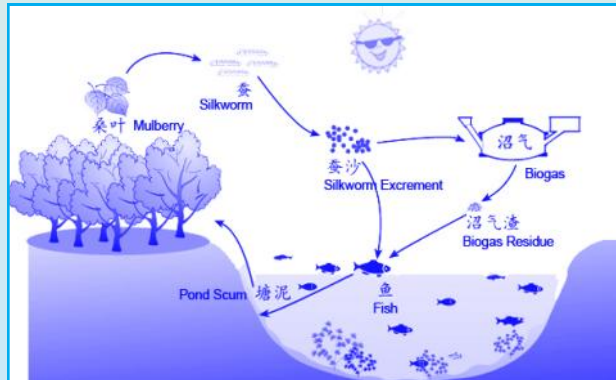 桑叶 Mulberry
蚕
Silkworm
蚕沙
Silkworm Excrement
沼气
Biogas
沼气渣
Biogas Residue
Pond Scum 塘泥
鱼
Fish